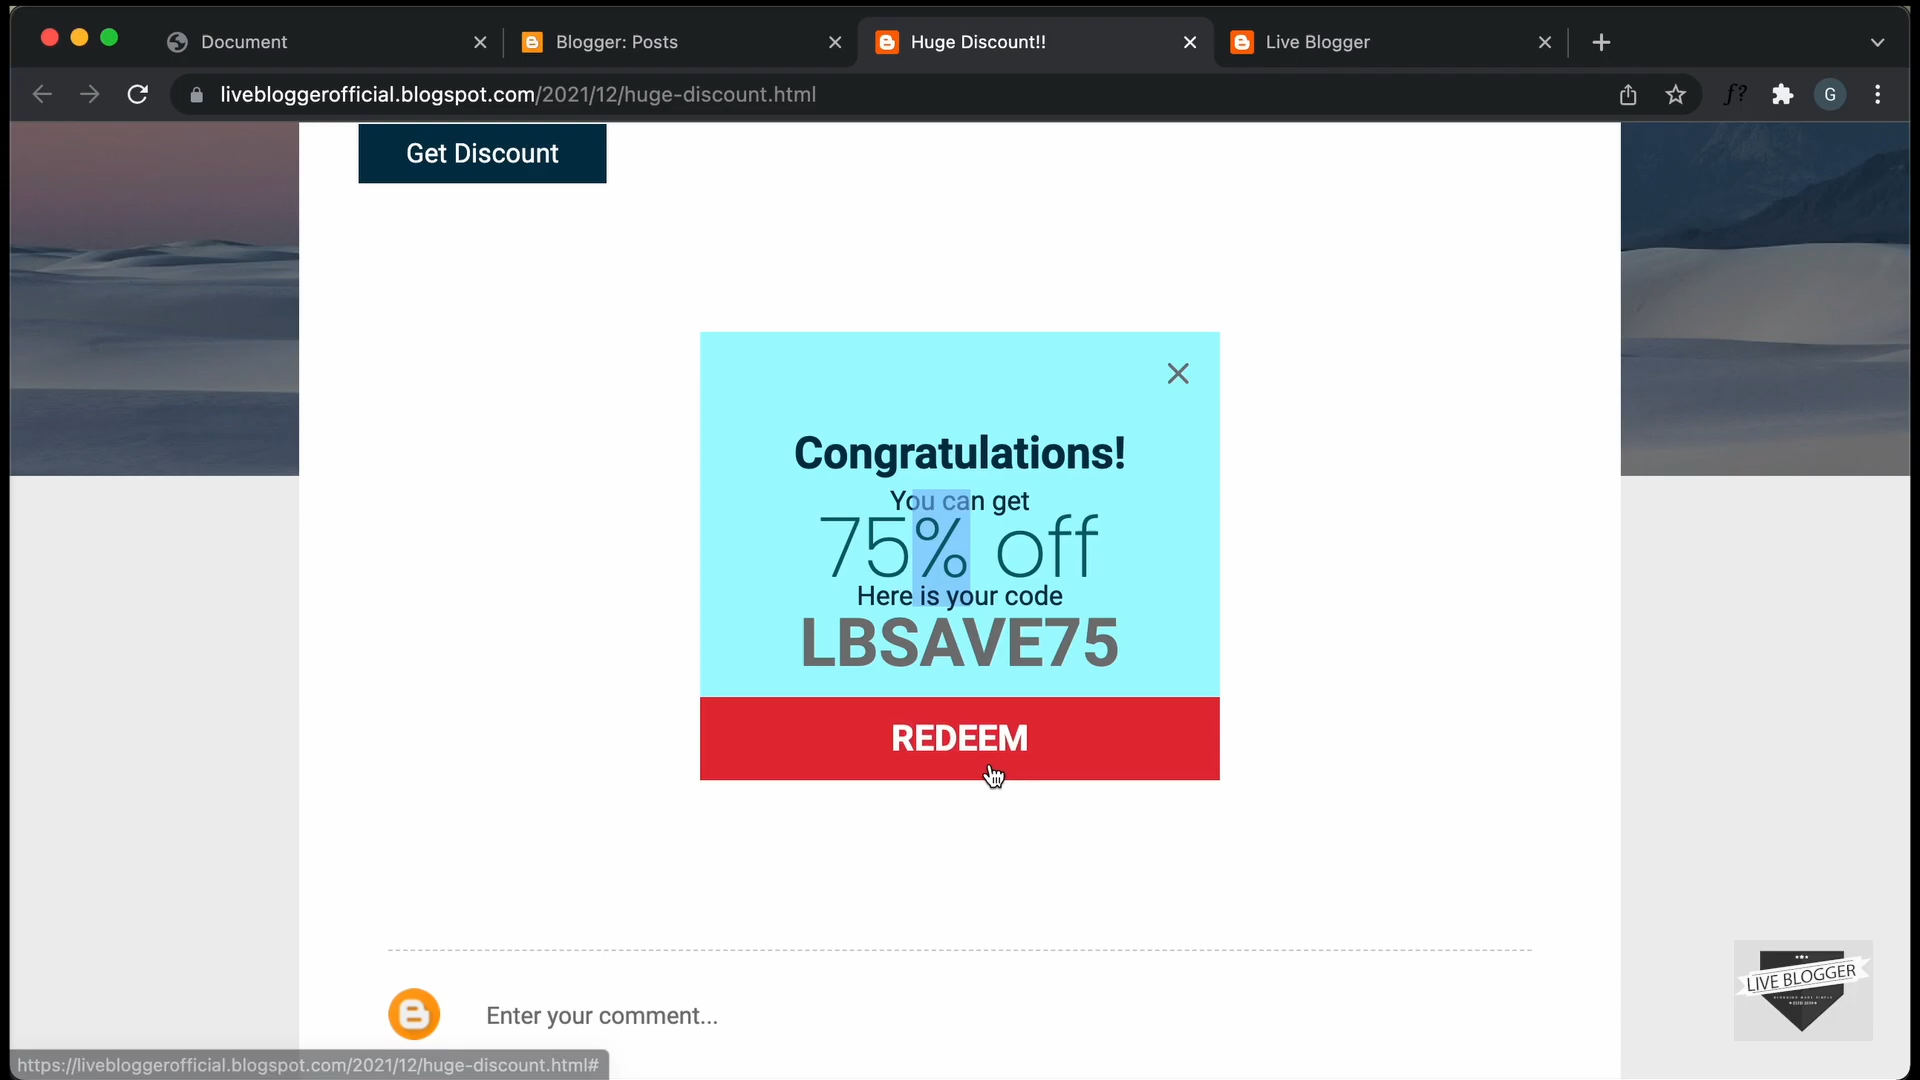 Document
Blogger: Posts
Huge Discount!!
Live Blogger
livebloggerofficial.blogspot.com/2021/12/huge-discount.html
f?
G
Get Discount
Congratulations!
You can get
75% off
Here is your code
LBSAVE75
REDEEM
Enter your comment...
LIVE BLOGGER
https://livebloggerofficial.blogspot.com/2021/12/huge-discount.html#